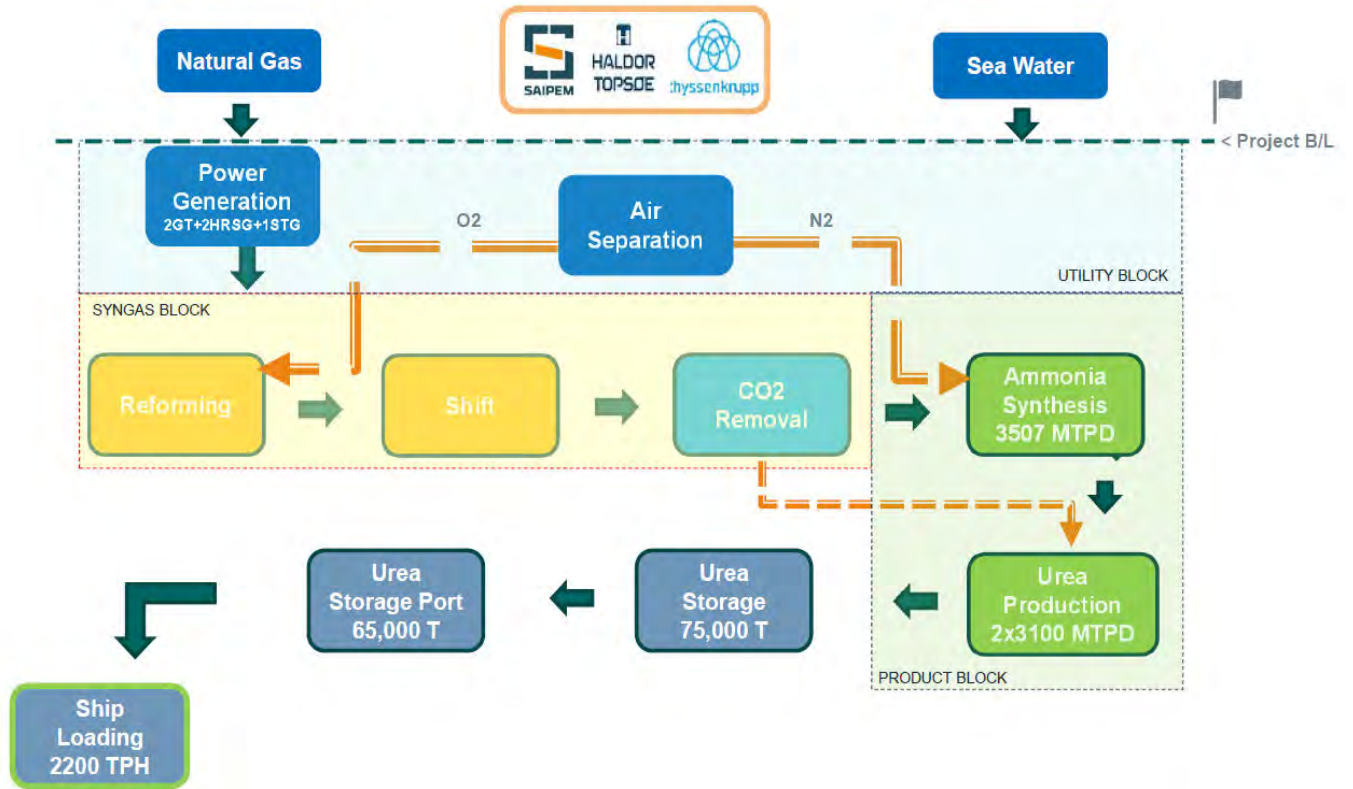 Natural Gas
SAIPEM
HALDOR
TOPSØE
thyssenkrupp
Sea Water
< Project B/L
Power
Generation
2GT+2HRSG+1STG
O2
Air
Separation
N2
UTILITY BLOCK
SYNGAS BLOCK
Reforming
Shift
CO2
Removal
Ammonia
Synthesis
3507 MTPD
Urea
Storage Port
65,000 T
Urea
Storage
75,000 T
Urea
Production
2x3100 MTPD
PRODUCT BLOCK
Ship
Loading
2200 TPH